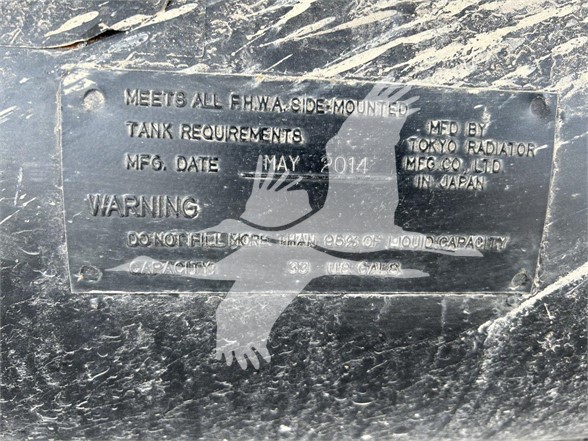 MEETS ALL F.H.W.A. SIDE-MOUNTED
TANK REQUIREMENTS
MFG. DATE MAY 2014
MFD BY
TOKYO RADIATOR
MFG. CO., LTD.
IN JAPAN
WARNING
DO NOT FILL MORE THAN 95% OF LIQUID CAPACITY
CAPACITY: 33 U.S. GALS